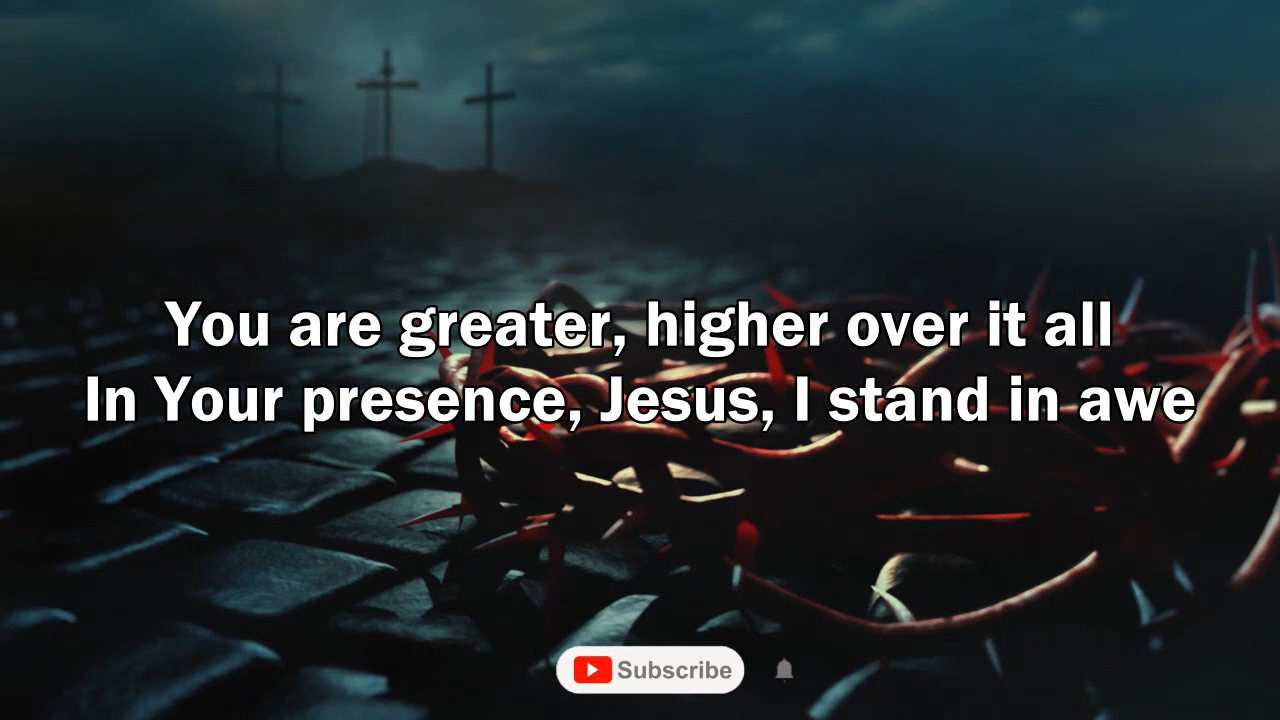 You are greater, higher over it all
In Your presence, Jesus, I stand in awe
Subscribe